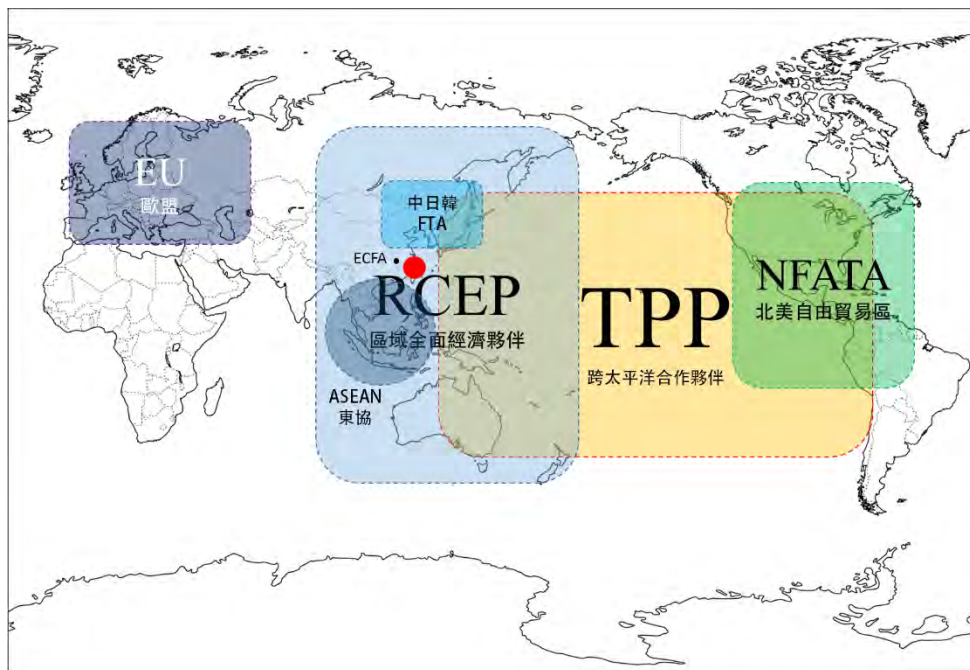 EU
歐盟
中日韓
FTA
ECFA
RCEP
區域全面經濟夥伴
ASEAN
東協
TPP
跨太平洋合作夥伴
NFATA
北美自由貿易區